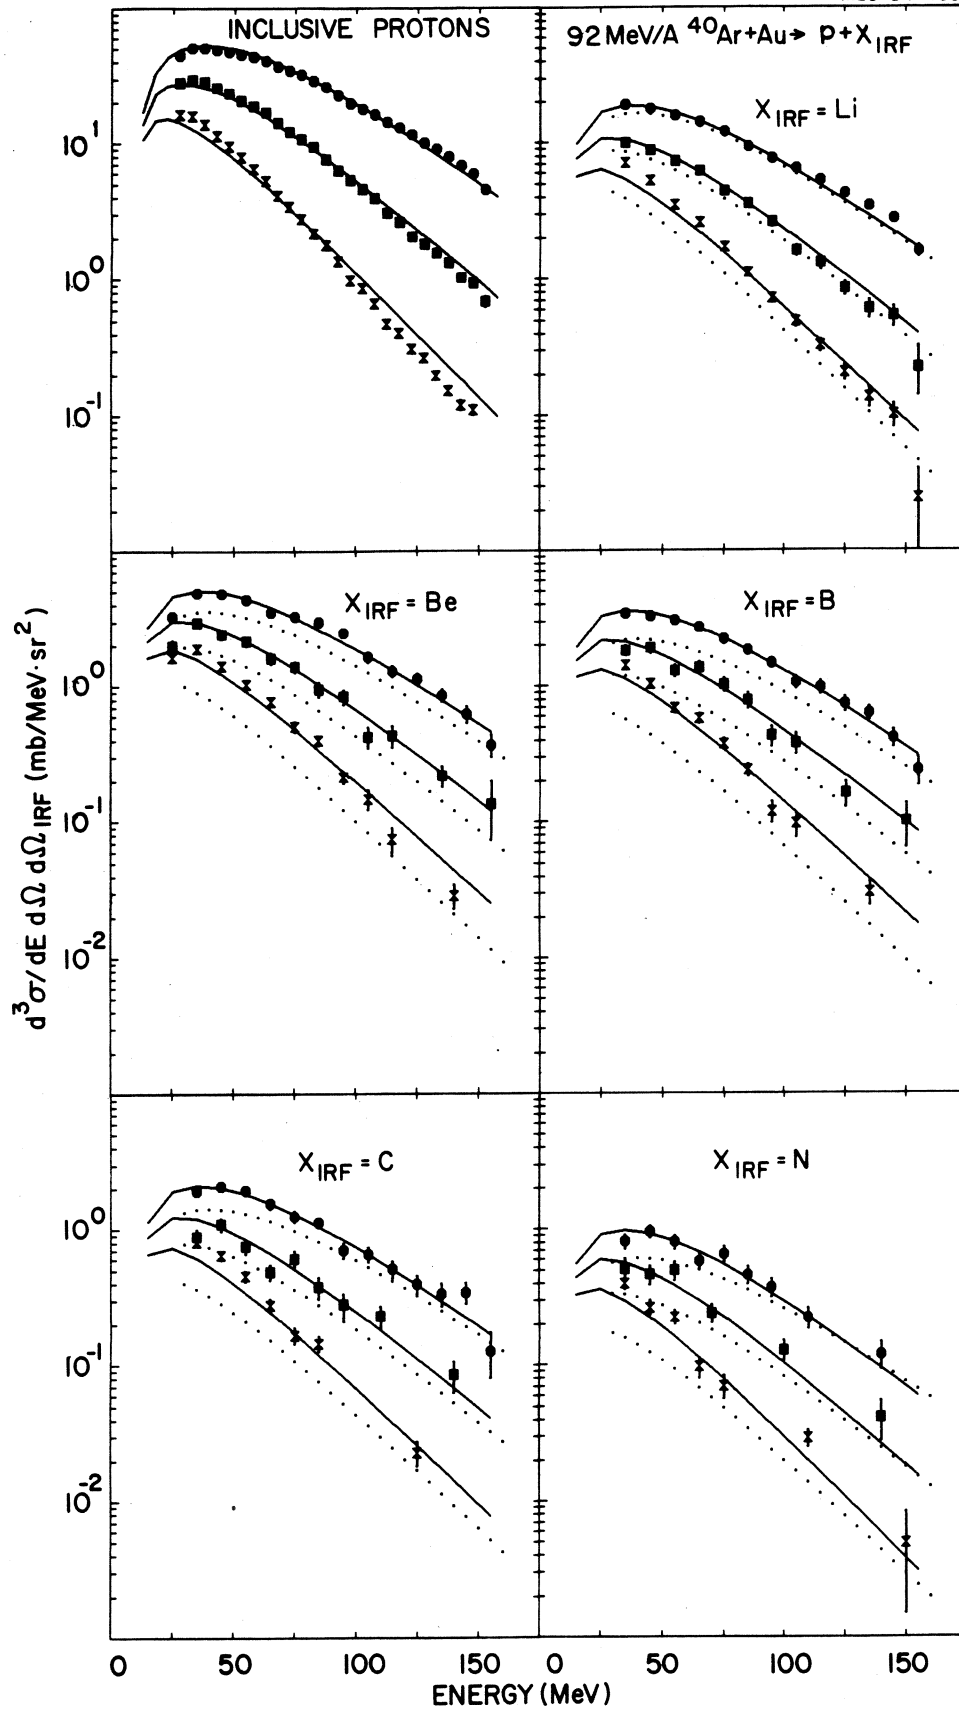 INCLUSIVE PROTONS
92 MeV/A ⁴⁰Ar+Au→ p+X_IRF
X_IRF = Li
10¹
10⁰
10⁻¹
X_IRF = Be
X_IRF = B
10⁰
10⁻¹
10⁻²
d³σ/dE dΩ dΩ_IRF (mb/MeV·sr²)
X_IRF = C
X_IRF = N
10⁰
10⁻¹
10⁻²
0 50 100 150 0 50 100 150
ENERGY (MeV)